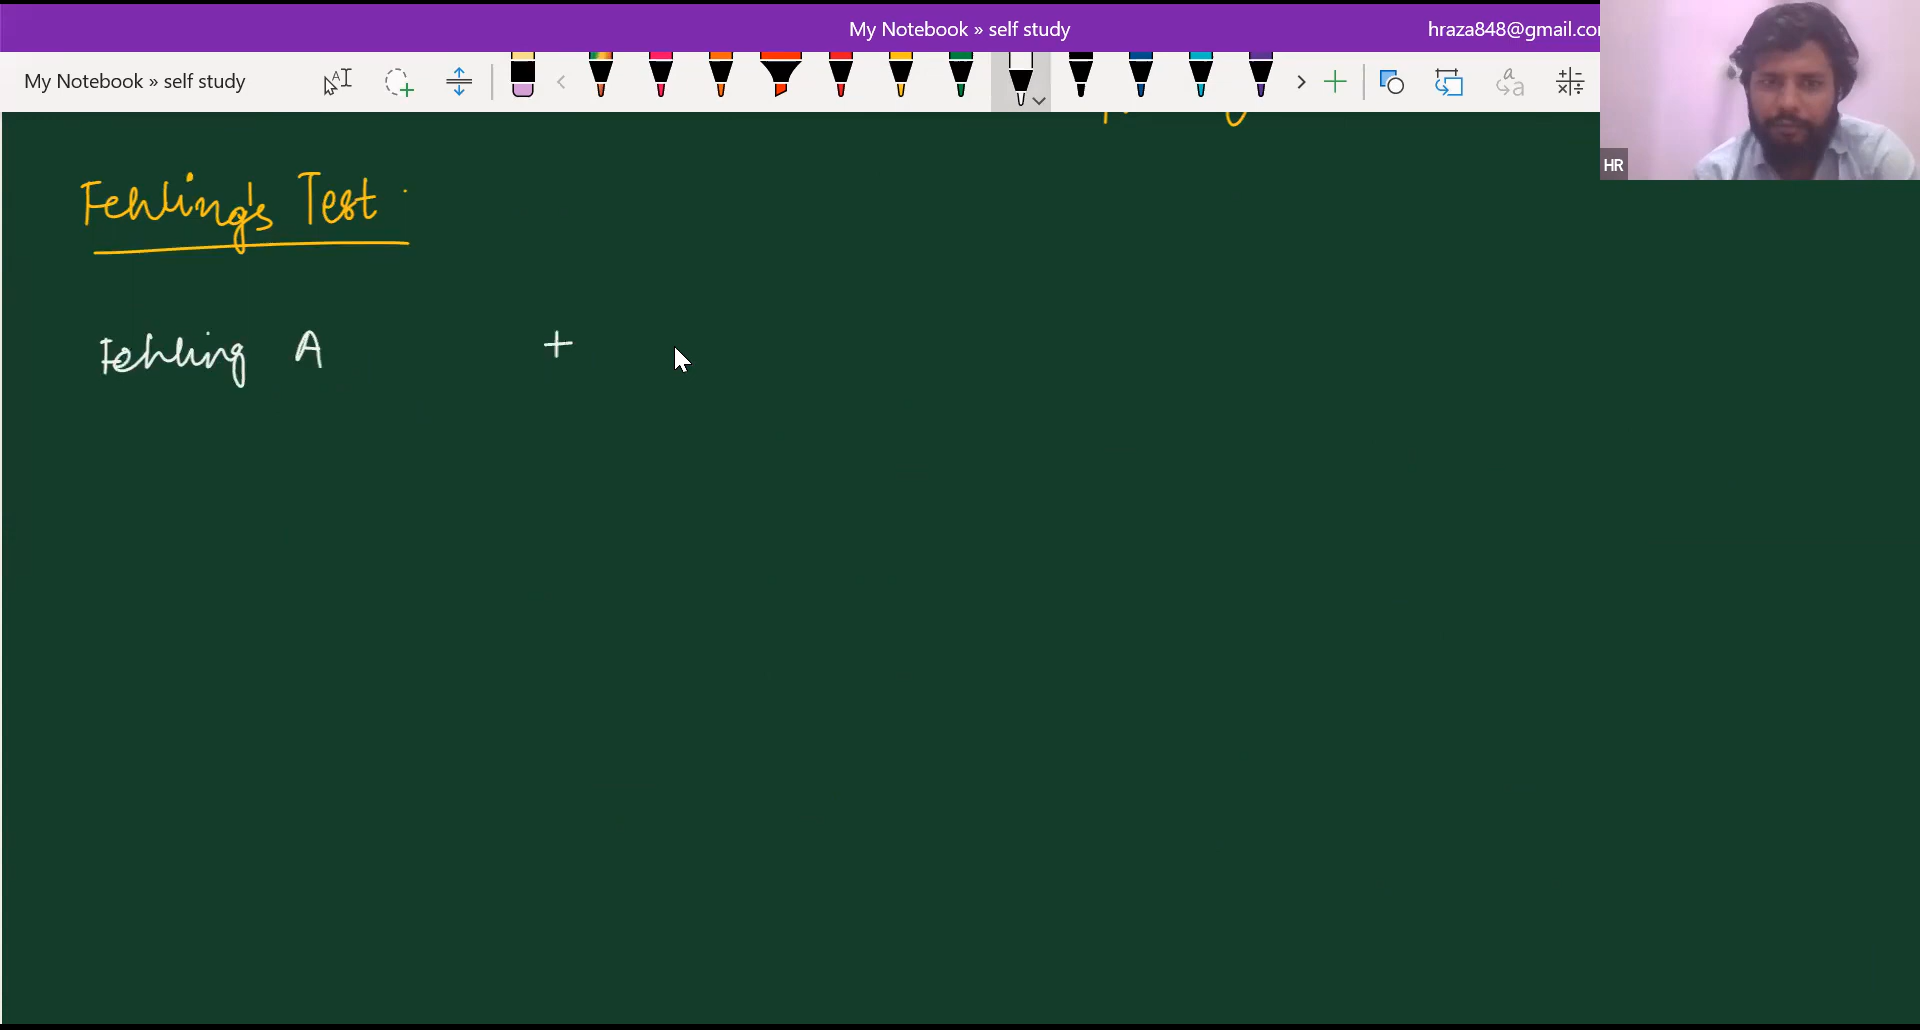 My Notebook » self study
hraza848@gmail.co
My Notebook » self study
HR
Fehling's Test
Fehling A +